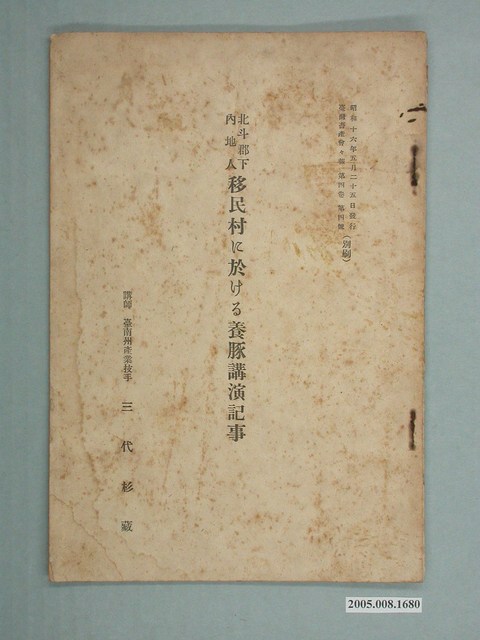 昭和十六年五月二十五日發行
臺灣畜產會々報 第四卷 第四號(別刷)
北斗郡下
內地人
移民村に於ける養豚講演記事
講師 臺南州產業技手 三代杉藏
2005.008.1680